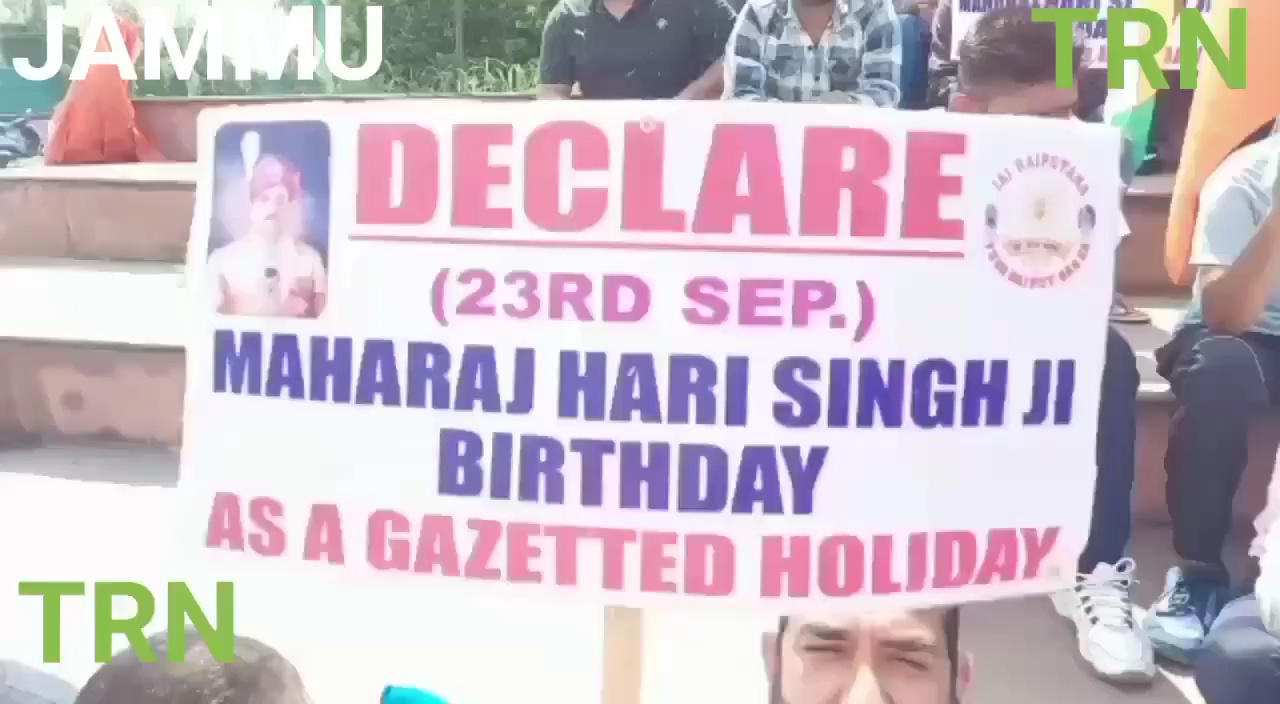 JAMMU
TRN
DECLARE
(23RD SEP.)
MAHARAJ HARI SINGH JI
BIRTHDAY
AS A GAZETTED HOLIDAY.
TRN